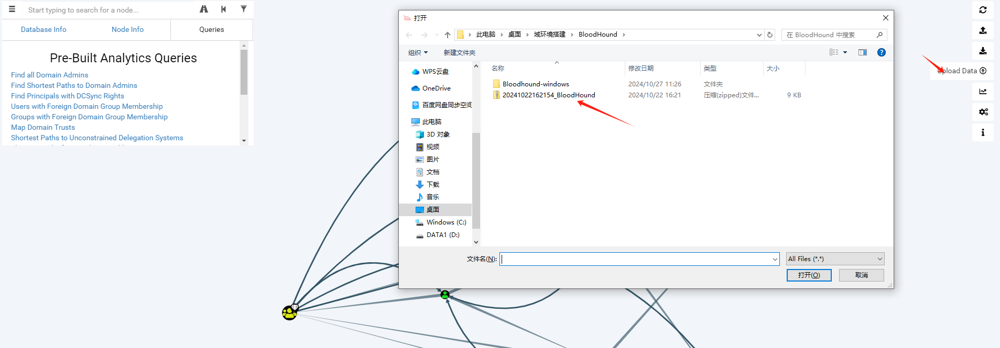 Start typing to search for a node...
Database Info
Node Info
Queries
Pre-Built Analytics Queries
Find all Domain Admins
Find Shortest Paths to Domain Admins
Find Principals with DCSync Rights
Users with Foreign Domain Group Membership
Groups with Foreign Domain Group Membership
Map Domain Trusts
Shortest Paths to Unconstrained Delegation Systems
打开
此电脑 › 桌面 › 域环境搭建 › BloodHound ›
在 BloodHound 中搜索
组织
新建文件夹
WPS云盘
OneDrive
百度网盘同步空间
此电脑
3D 对象
视频
图片
文档
下载
音乐
桌面
Windows (C:)
DATA1 (D:)
名称 修改日期 类型 大小
Bloodhound-windows 2024/10/27 11:26 文件夹
20241022162154_BloodHound 2024/10/22 16:21 压缩(zipped)文件... 9 KB
文件名(N):
All Files (*.*)
打开(O)
取消
Upload Data